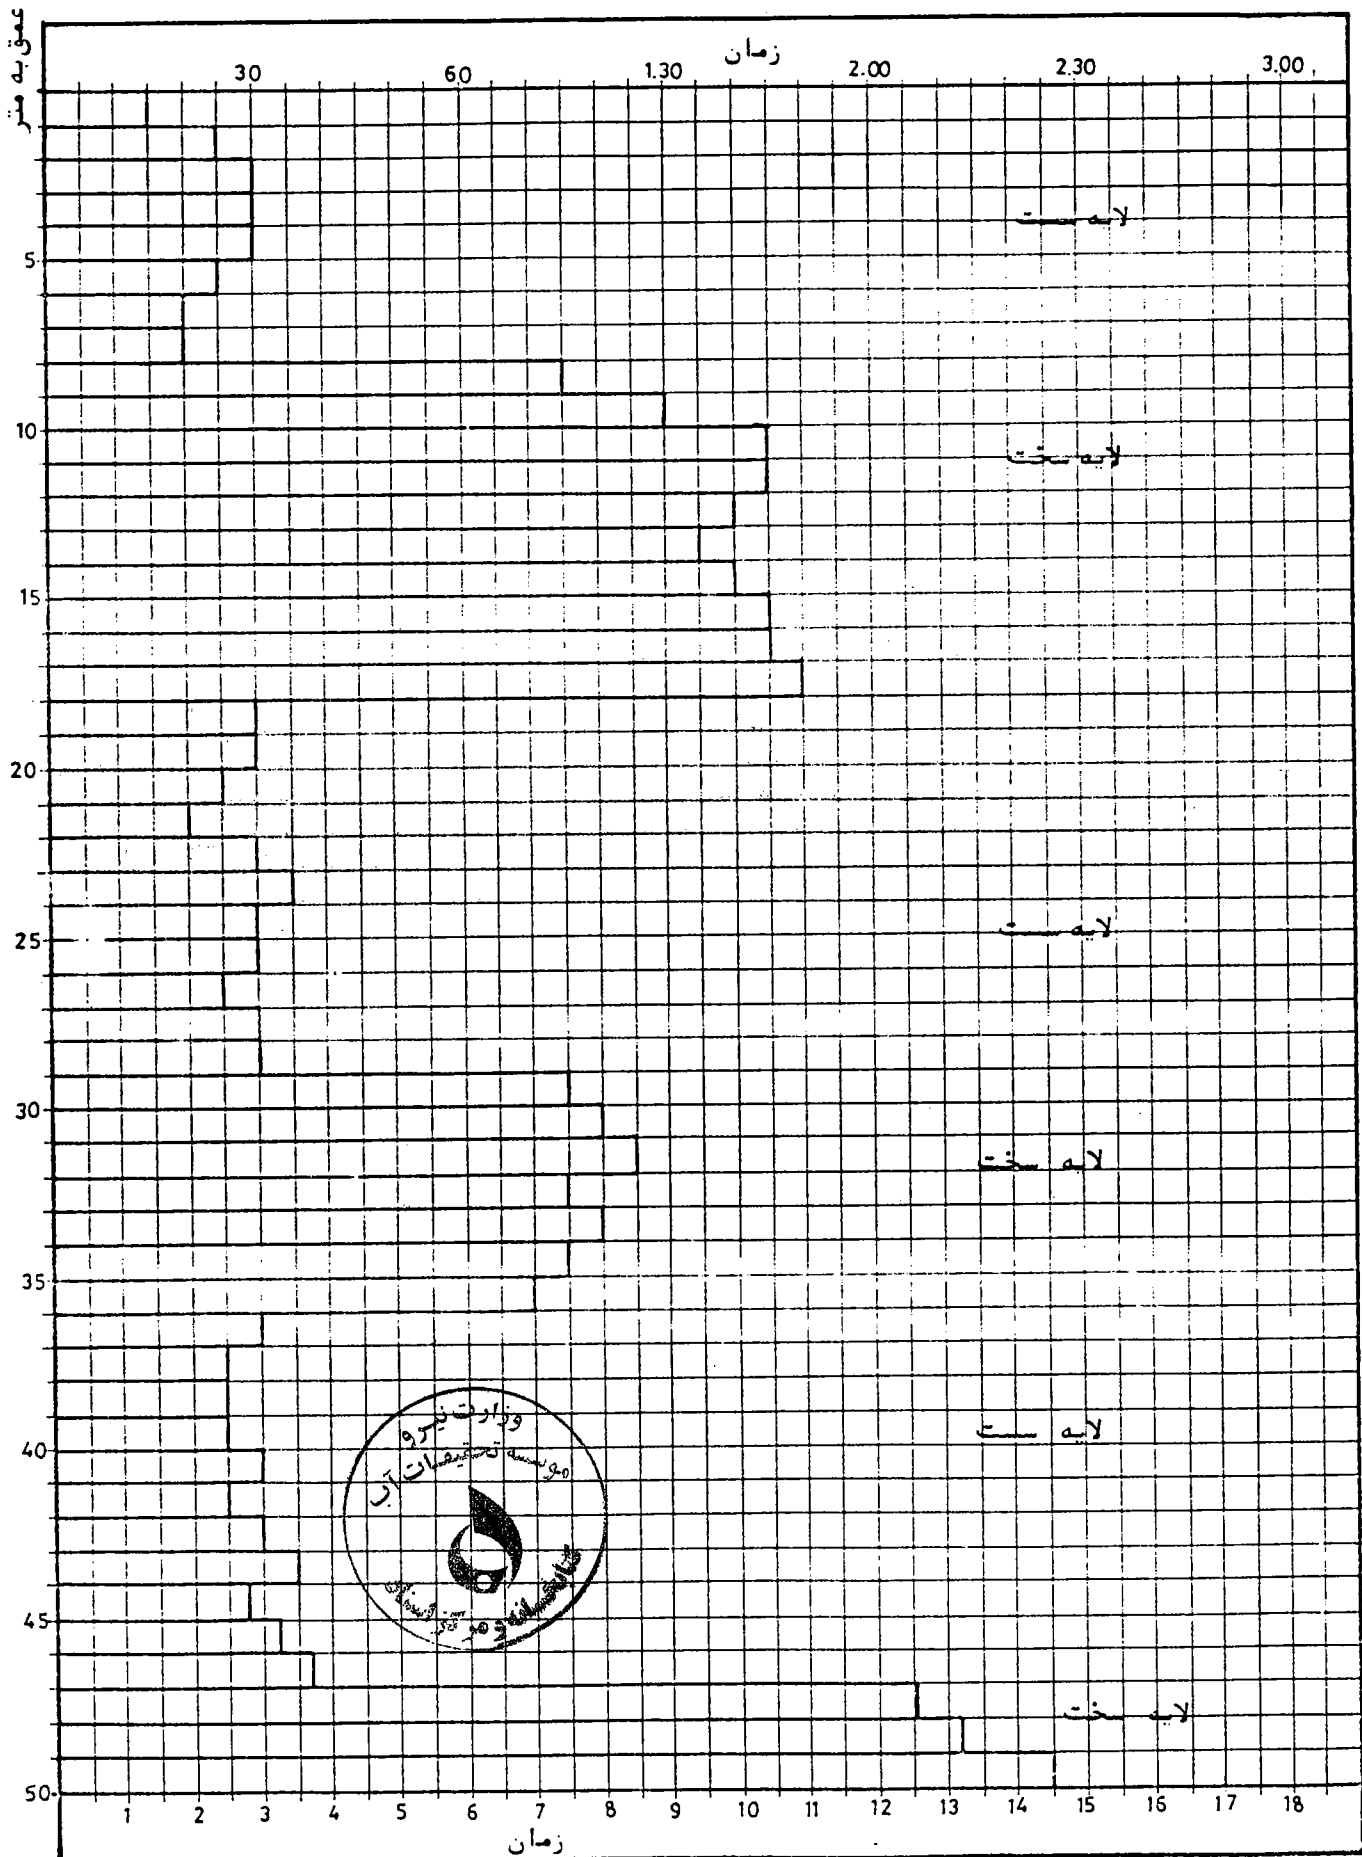 عمق به متر
زمان
30 60 1.30 2.00 2.30 3.00
5
10
15
20
25
30
35
40
45
50
لایه سست
لایه سخت
لایه سست
لایه سخت
لایه سست
لایه سخت
وزارت نیرو
موسسه تحقیقات آب
1 2 3 4 5 6 7 8 9 10 11 12 13 14 15 16 17 18
زمان